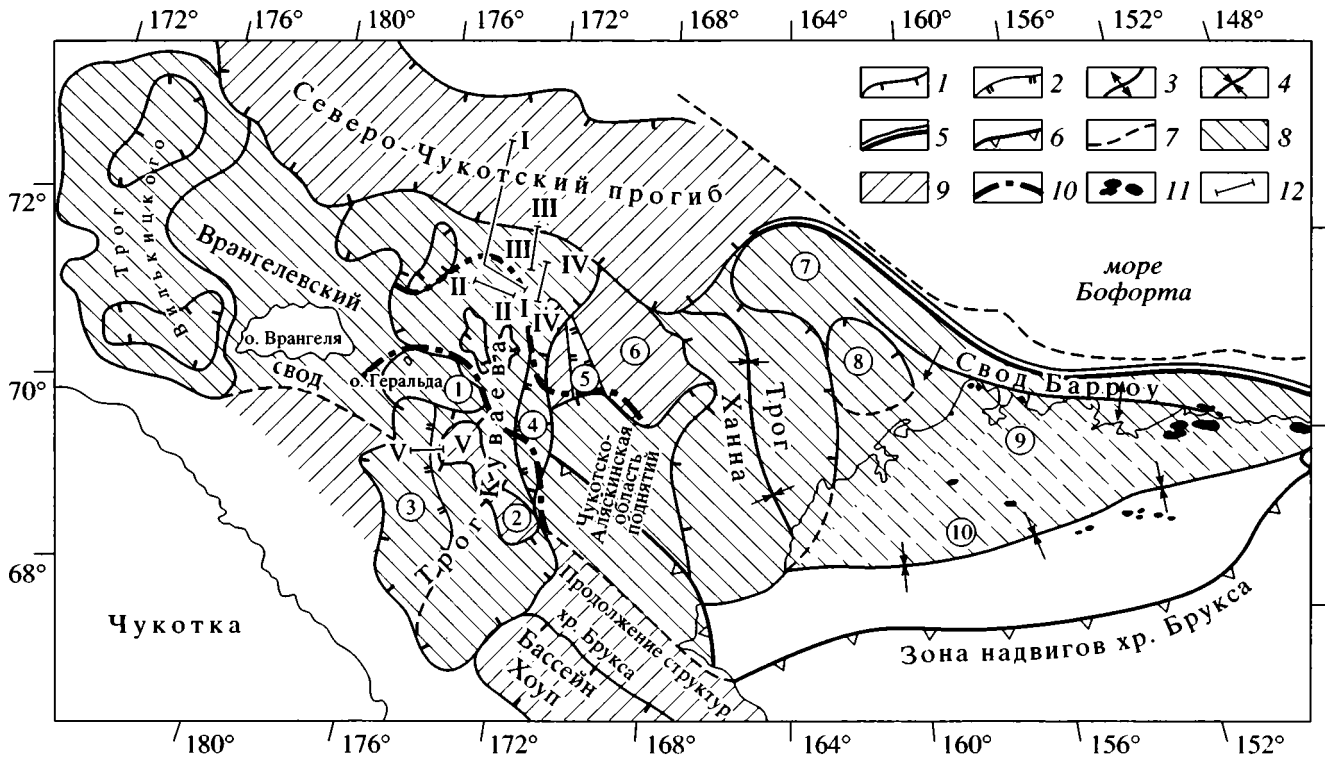 172° 176° 180° 176° 172° 168° 164° 160° 156° 152° 148°
1 2 3 4
5 6 7 8
9 10 11 12
Северо-Чукотский прогиб
I
III
72°
Трог
Вилькицкого
Врангелевский
свод
III
IV
II
I
II
IV
7
море
Бофорта
о. Врангеля
6
8
Свод Барроу
70°
о. Геральда
1
5
Трог
Ханна
4
9
V
V
Трог Куваева
Чукотско-
Аляскинская
область
поднятий
3
2
10
68°
Чукотка
Продолжение структур
хр. Брукса
Бассейн
Хоуп
Зона надвигов хр. Брукса
180° 176° 172° 168° 164° 160° 156° 152°